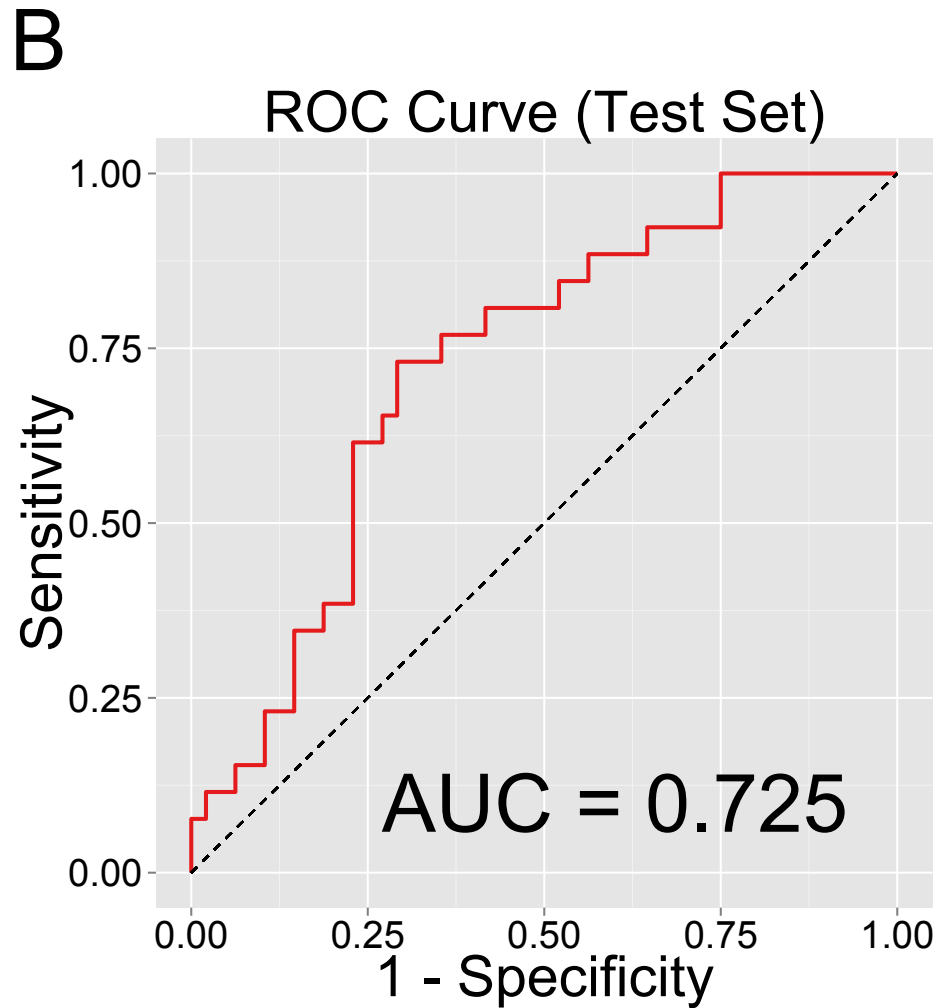 B
ROC Curve (Test Set)
1.00
0.75
0.50
0.25
0.00
Sensitivity
AUC = 0.725
0.00 0.25 0.50 0.75 1.00
1 - Specificity